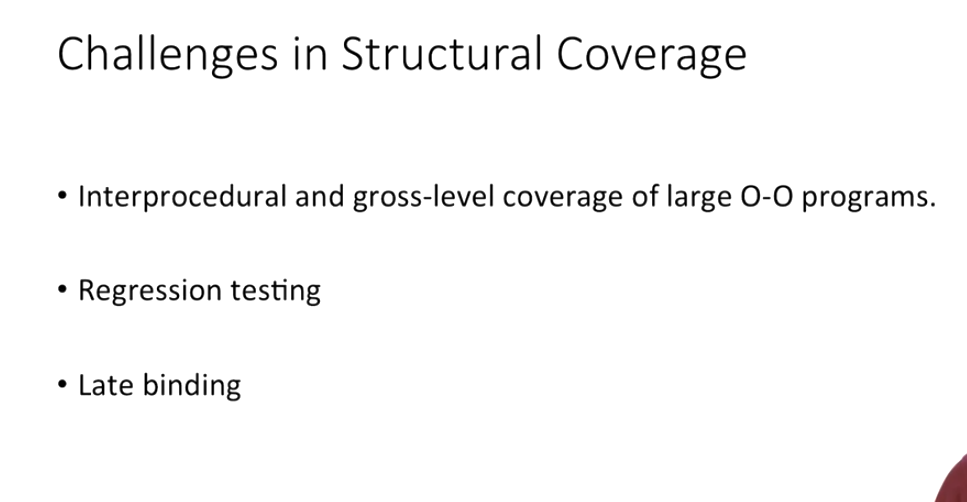 Challenges in Structural Coverage
• Interprocedural and gross-level coverage of large O-O programs.
• Regression testing
• Late binding